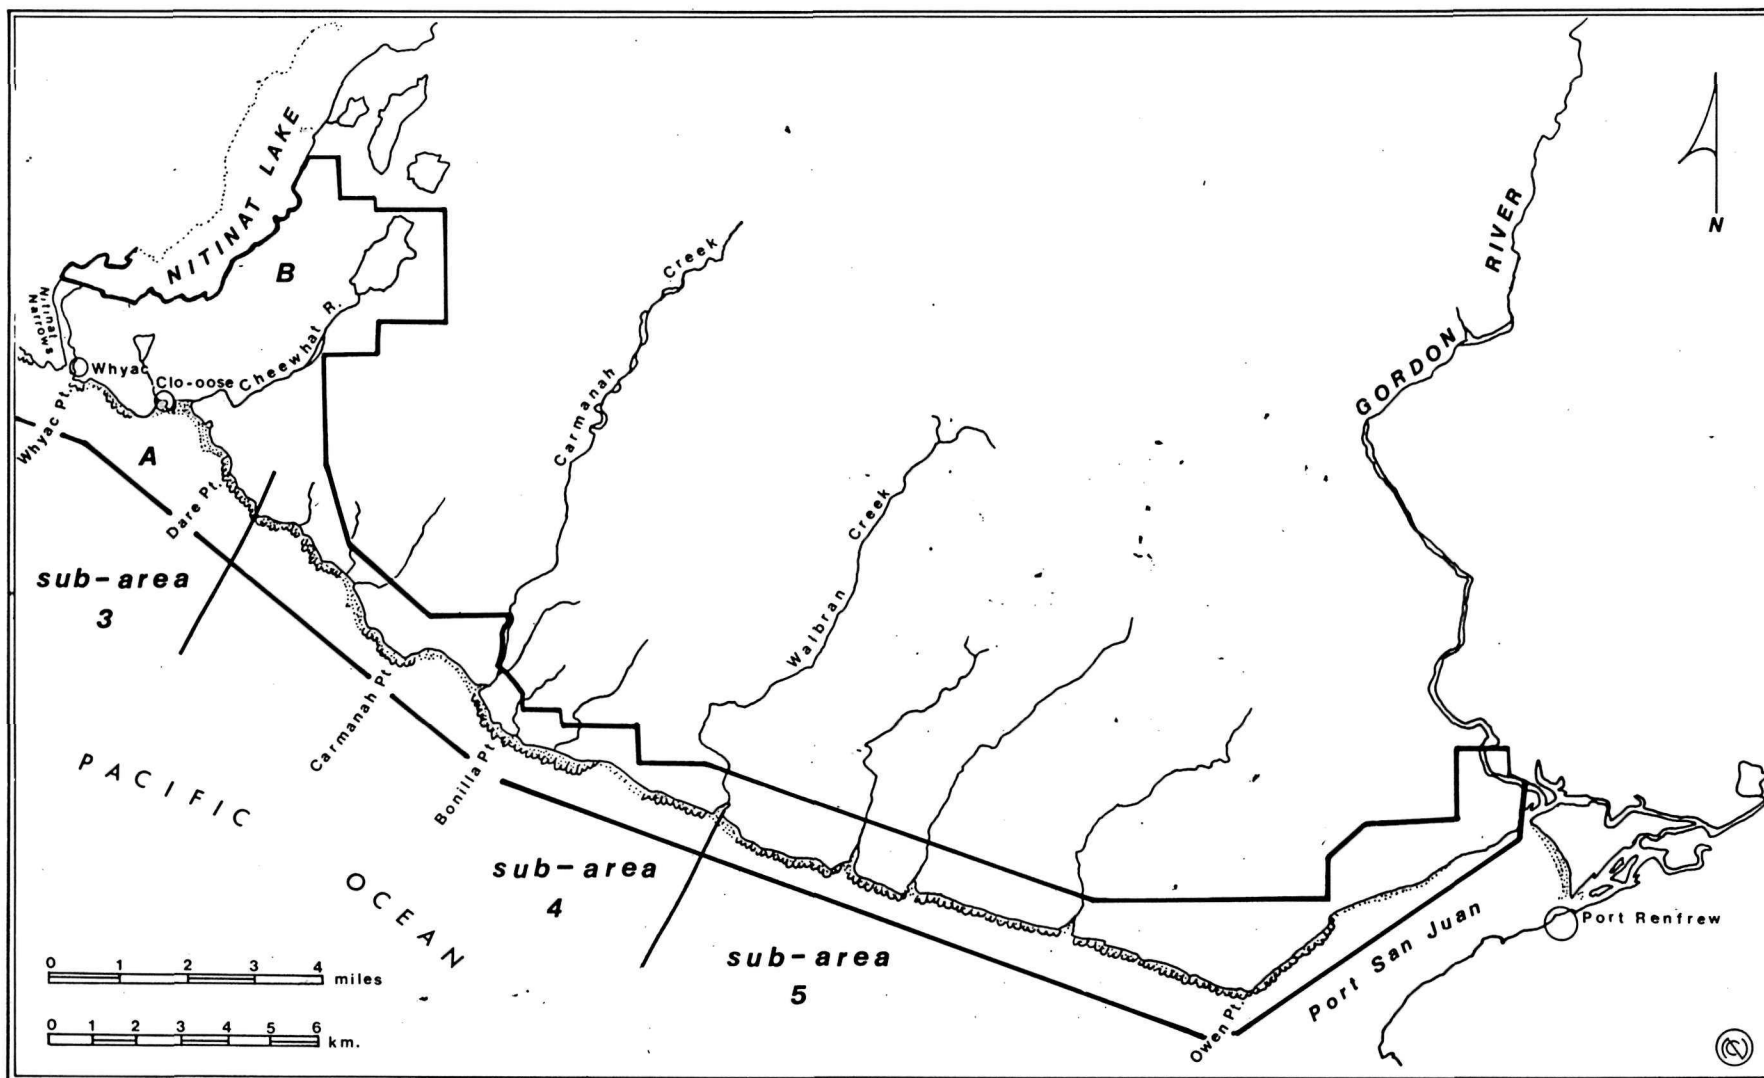 NITINAT LAKE
B
Nitinat
Narrows
Whyac
Clo-oose
Cheewhat R.
Whyac Pt.
A
Dare Pt.
sub-area
3
Carmanah Creek
Carmanah Pt.
Bonilla Pt.
Walbran Creek
GORDON RIVER
N
PACIFIC
OCEAN
sub-area
4
sub-area
5
Owen Pt.
Port San Juan
Port Renfrew
0 1 2 3 4
miles
0 1 2 3 4 5 6
km.